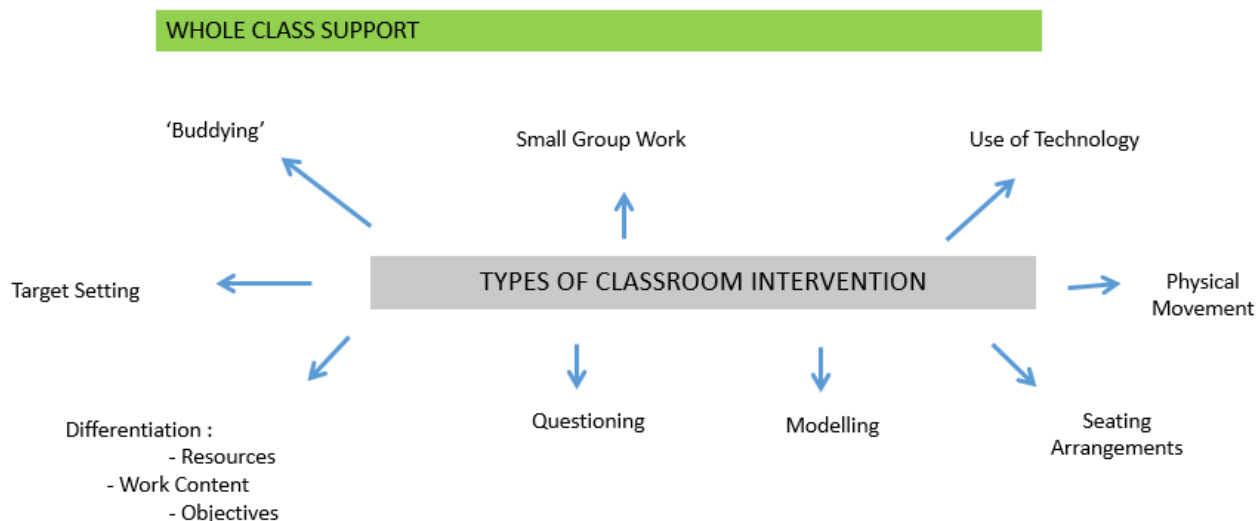 WHOLE CLASS SUPPORT
‘Buddying’
Small Group Work
Use of Technology
Target Setting
TYPES OF CLASSROOM INTERVENTION
Physical
Movement
Differentiation :
- Resources
- Work Content
- Objectives
Questioning
Modelling
Seating
Arrangements